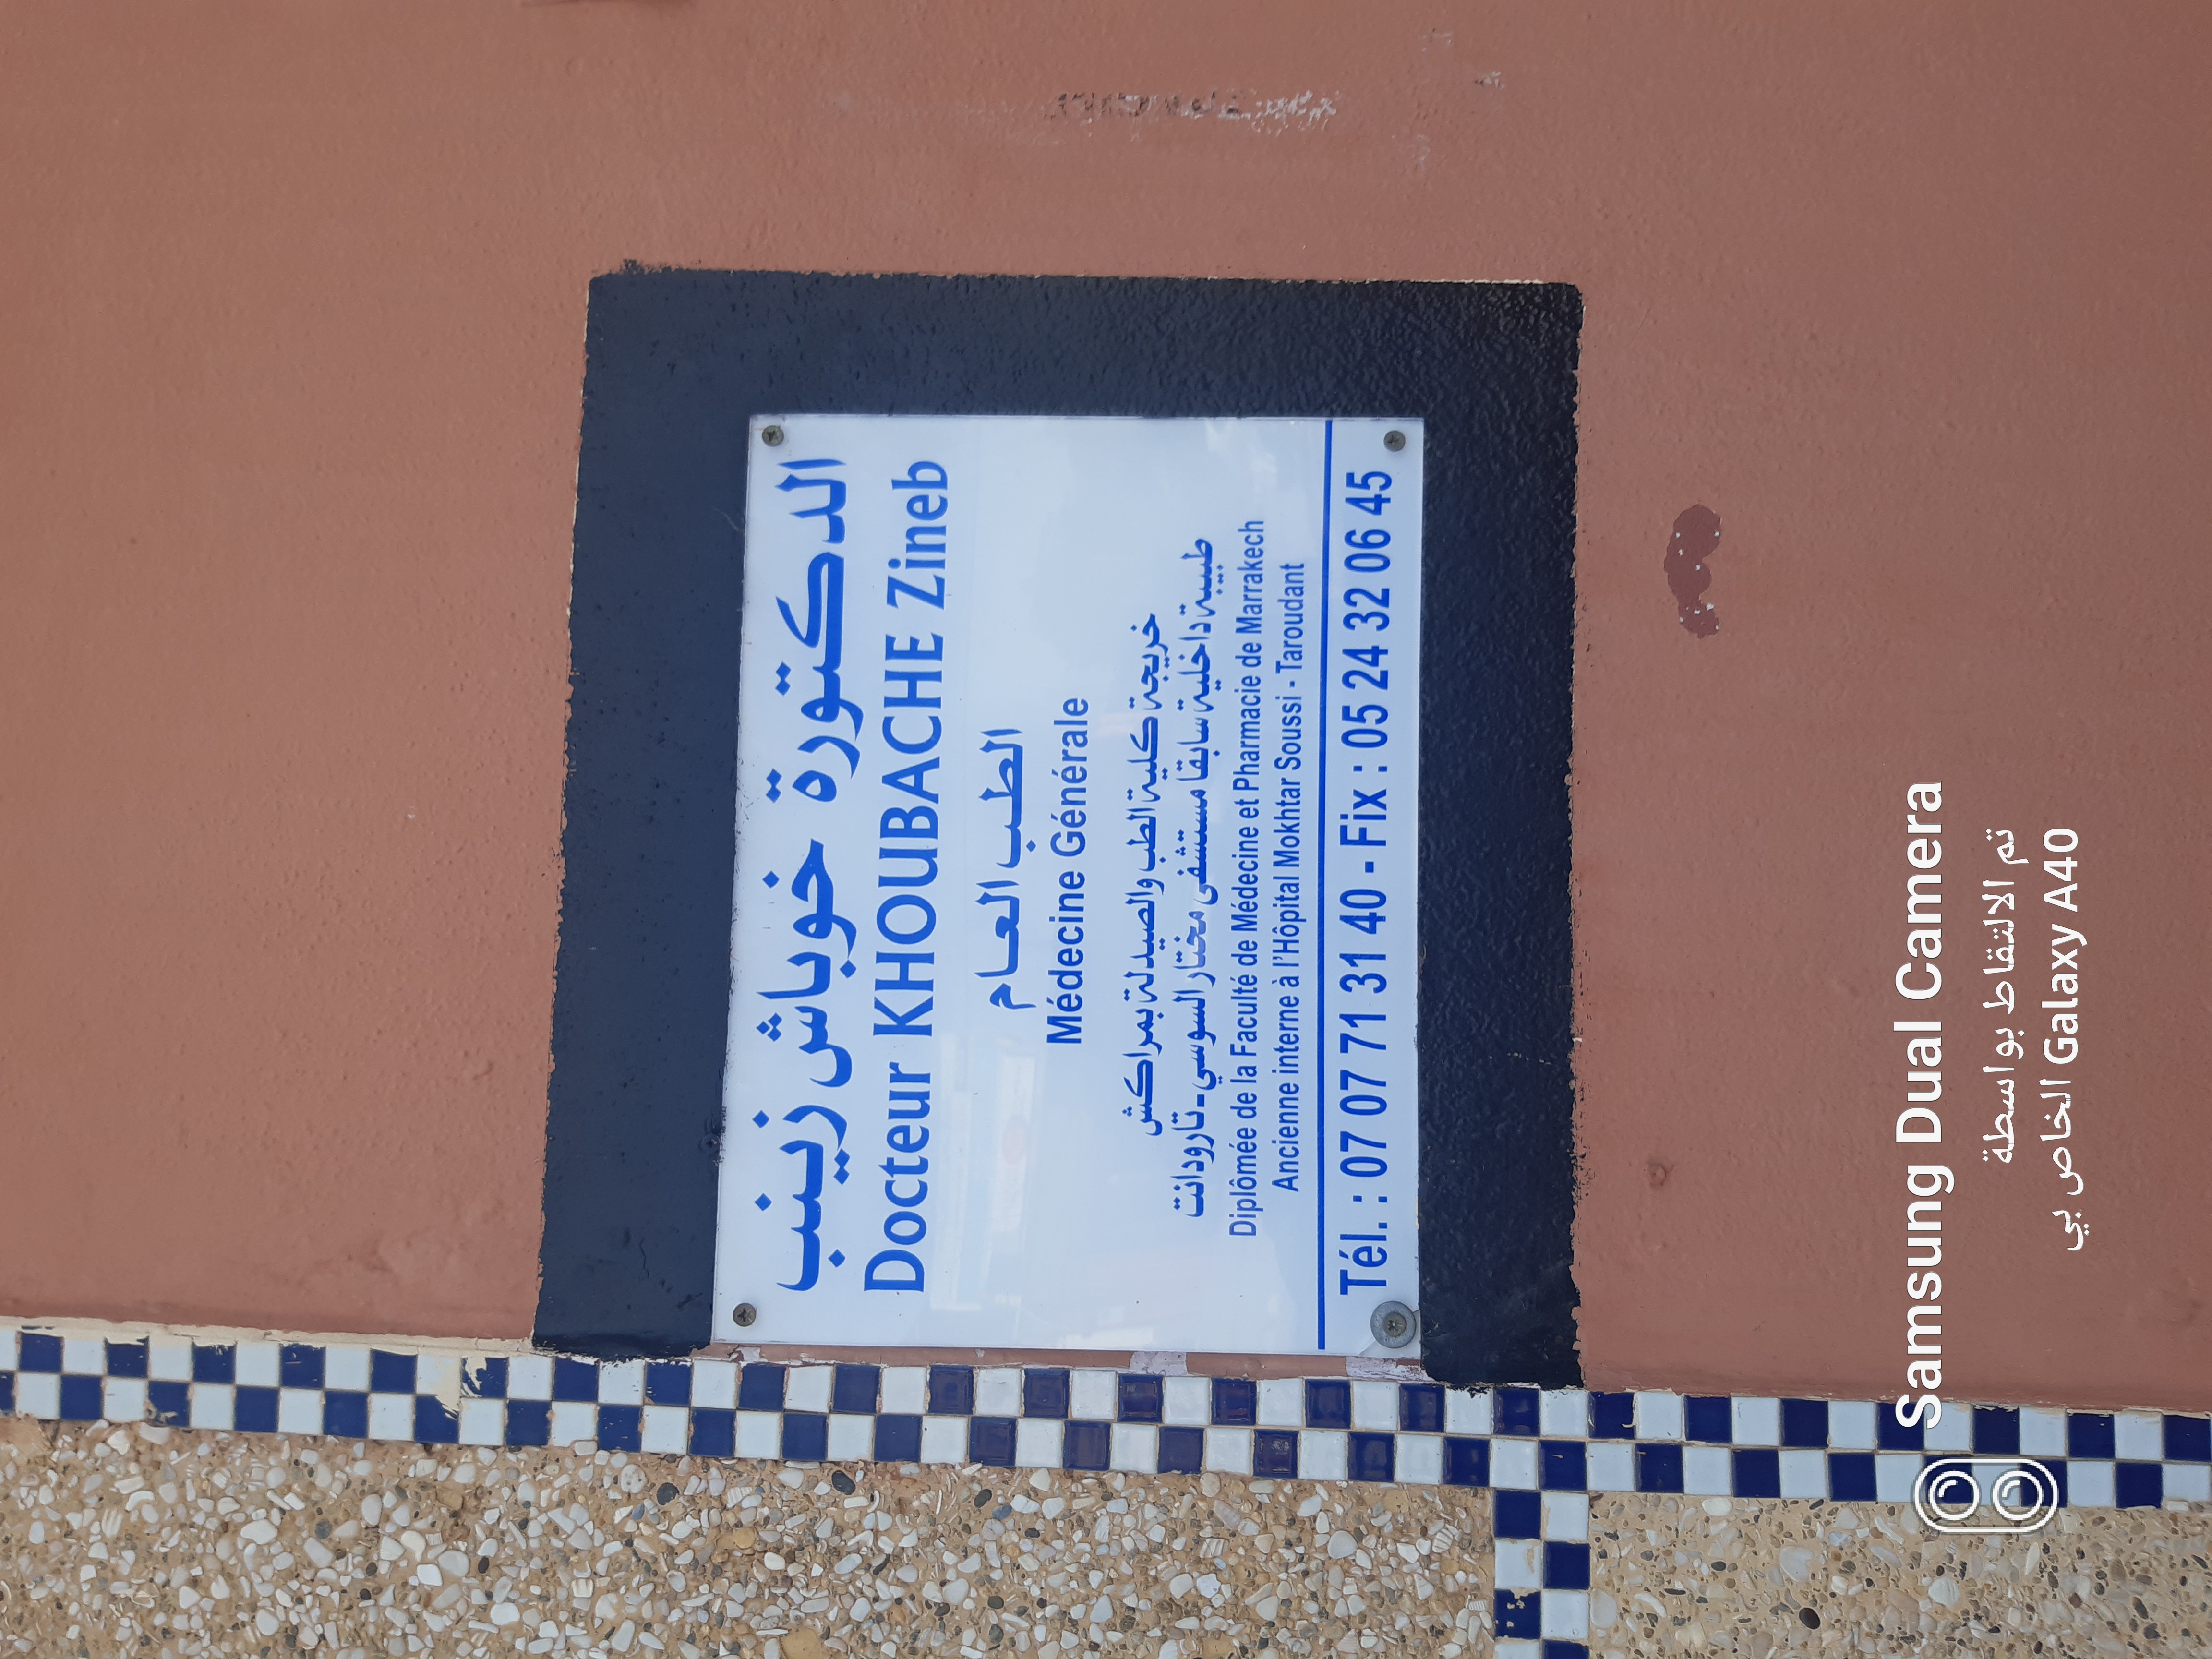 الدكتورة خوباش زينب
Docteur KHOUBACHE Zineb
الطب العام
Médecine Générale
خريجة كلية الطب والصيدلة بمراكش
طبيبة داخلية سابقا مستشفى مختار السوسي - تارودانت
Diplômée de la Faculté de Médecine et Pharmacie de Marrakech
Ancienne interne à l'Hôpital Mokhtar Soussi - Taroudant
Tél. : 07 07 71 31 40 - Fix : 05 24 32 06 45
Samsung Dual Camera
تم الالتقاط بواسطة
الخاص بي Galaxy A40